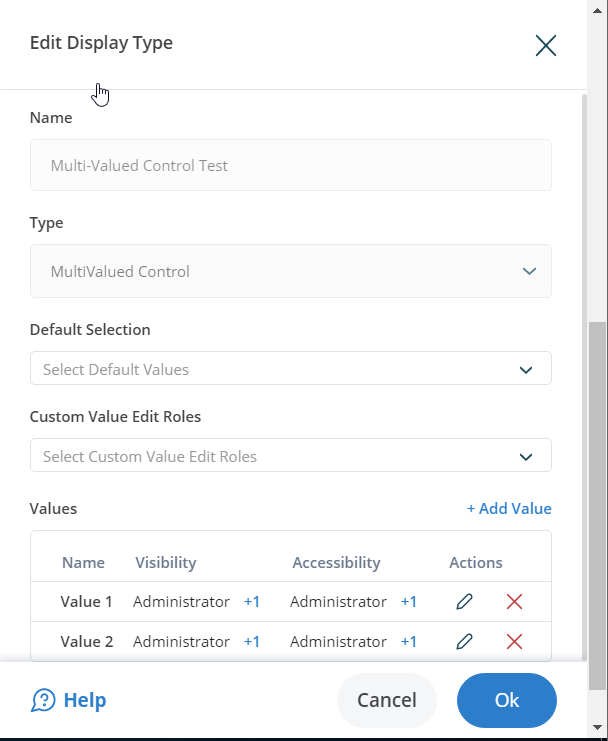 Edit Display Type
Name
Multi-Valued Control Test
Type
MultiValued Control
Default Selection
Select Default Values
Custom Value Edit Roles
Select Custom Value Edit Roles
Values + Add Value
Name Visibility Accessibility Actions
Value 1 Administrator +1 Administrator +1
Value 2 Administrator +1 Administrator +1
Help Cancel Ok